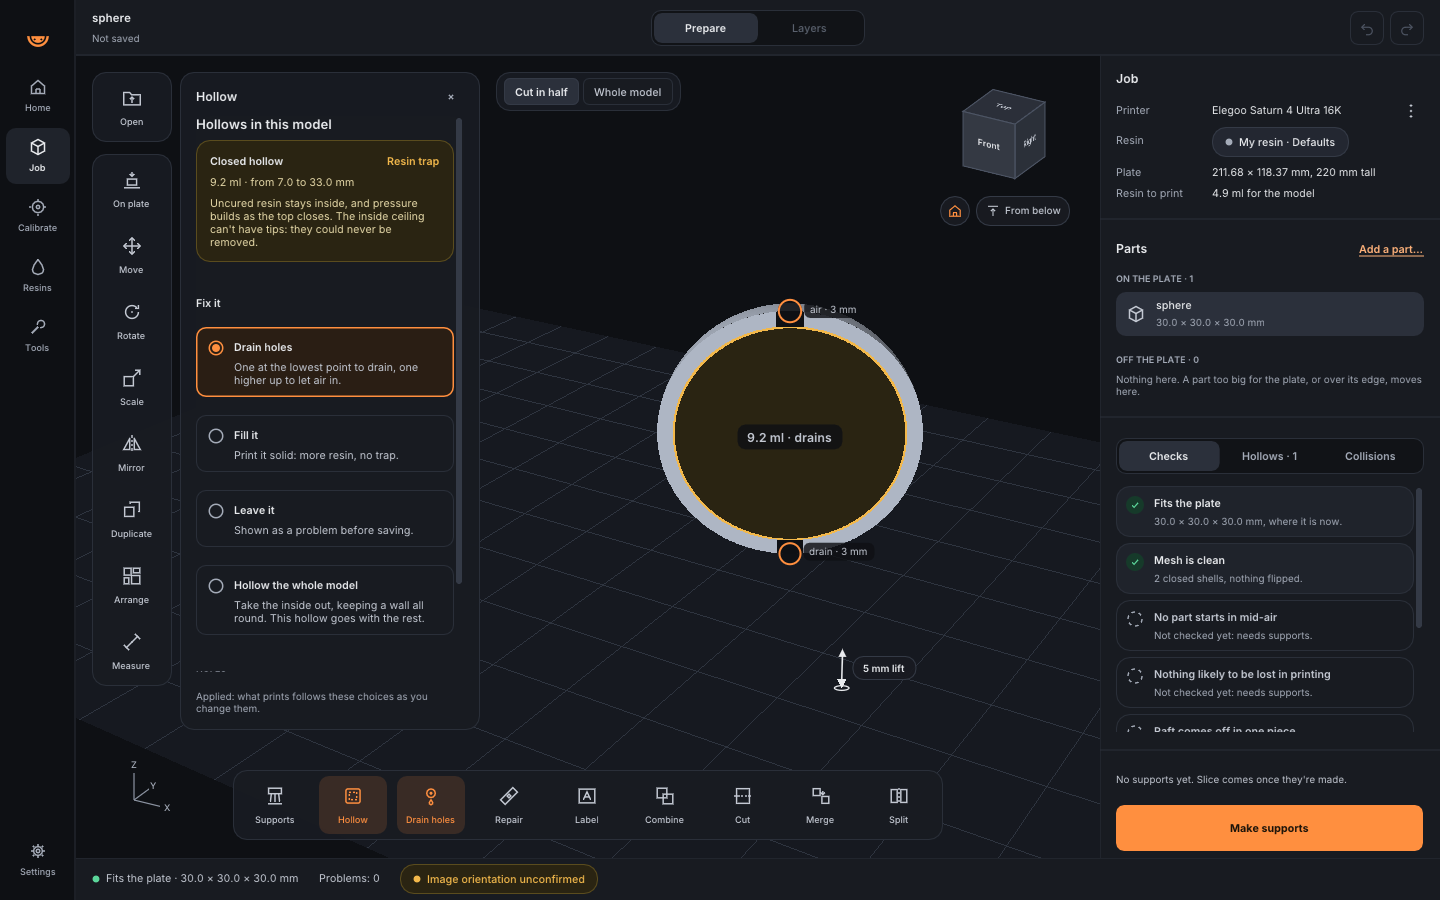 sphere
Not saved
Prepare
Layers
Home
Job
Calibrate
Resins
Tools
Settings
Open
On plate
Move
Rotate
Scale
Mirror
Duplicate
Arrange
Measure
Hollow
×
Hollows in this model
Closed hollow
Resin trap
9.2 ml · from 7.0 to 33.0 mm
Uncured resin stays inside, and pressure
builds as the top closes. The inside ceiling
can't have tips: they could never be
removed.
Fix it
Drain holes
One at the lowest point to drain, one
higher up to let air in.
Fill it
Print it solid: more resin, no trap.
Leave it
Shown as a problem before saving.
Hollow the whole model
Take the inside out, keeping a wall all
round. This hollow goes with the rest.
Applied: what prints follows these choices as you
change them.
Cut in half
Whole model
Top
Front
Right
From below
air · 3 mm
9.2 ml · drains
drain · 3 mm
5 mm lift
Z
Y
X
Supports
Hollow
Drain holes
Repair
Label
Combine
Cut
Merge
Split
Job
Printer
Elegoo Saturn 4 Ultra 16K
Resin
My resin · Defaults
Plate
211.68 × 118.37 mm, 220 mm tall
Resin to print
4.9 ml for the model
Parts
Add a part...
ON THE PLATE · 1
sphere
30.0 × 30.0 × 30.0 mm
OFF THE PLATE · 0
Nothing here. A part too big for the plate, or over its edge, moves
here.
Checks
Hollows · 1
Collisions
Fits the plate
30.0 × 30.0 × 30.0 mm, where it is now.
Mesh is clean
2 closed shells, nothing flipped.
No part starts in mid-air
Not checked yet: needs supports.
Nothing likely to be lost in printing
Not checked yet: needs supports.
Raft comes off in one piece
No supports yet. Slice comes once they're made.
Make supports
Fits the plate · 30.0 × 30.0 × 30.0 mm
Problems: 0
Image orientation unconfirmed